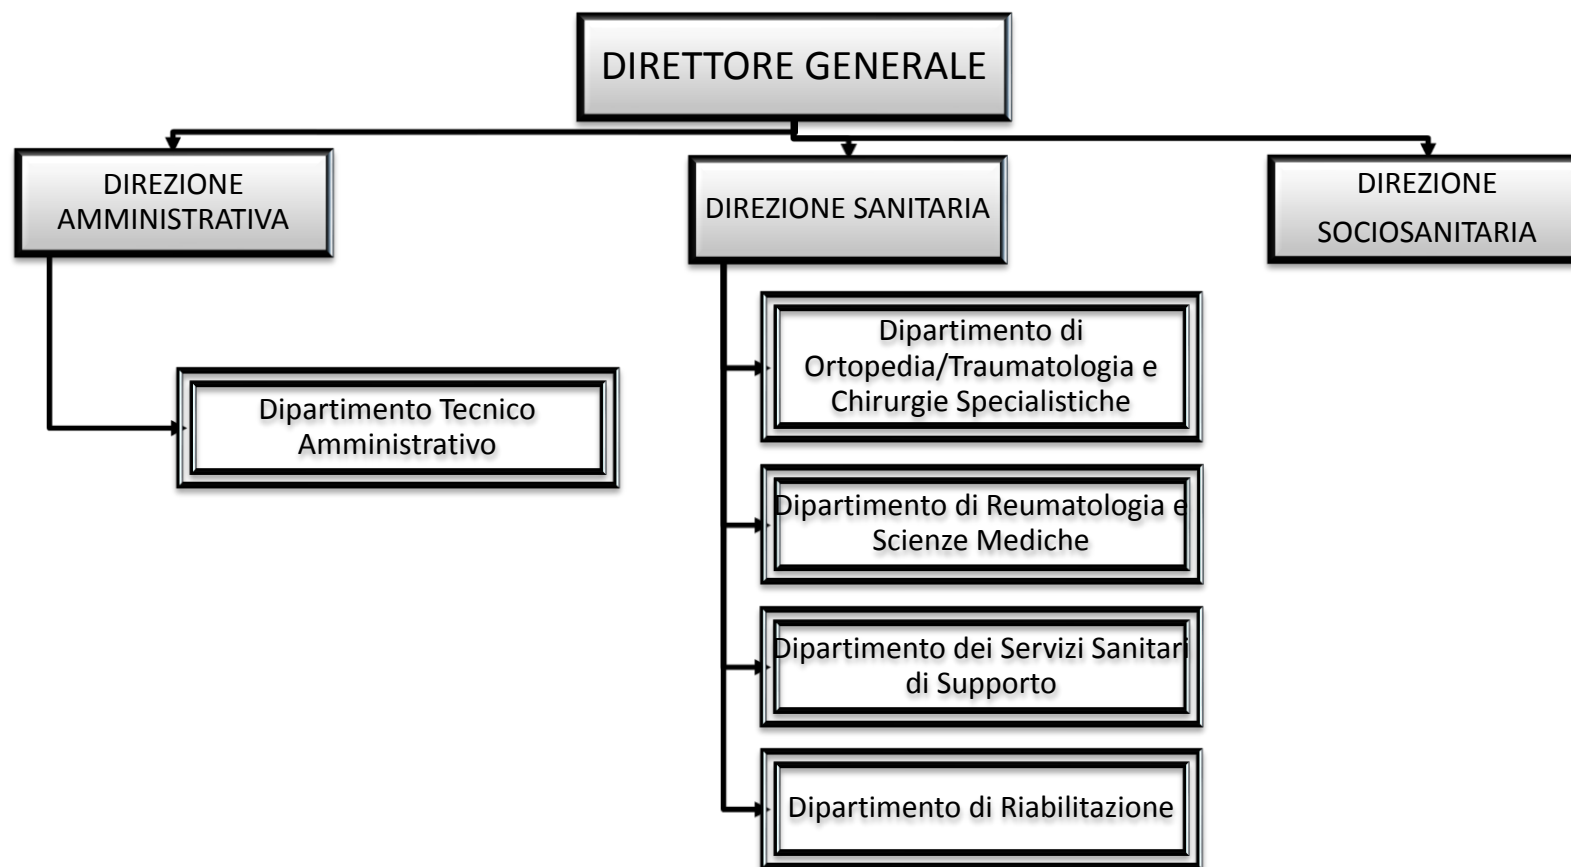 DIRETTORE GENERALE
DIREZIONE
AMMINISTRATIVA
DIREZIONE SANITARIA
DIREZIONE
SOCIOSANITARIA
Dipartimento Tecnico
Amministrativo
Dipartimento di
Ortopedia/Traumatologia e
Chirurgie Specialistiche
Dipartimento di Reumatologia e
Scienze Mediche
Dipartimento dei Servizi Sanitari
di Supporto
Dipartimento di Riabilitazione